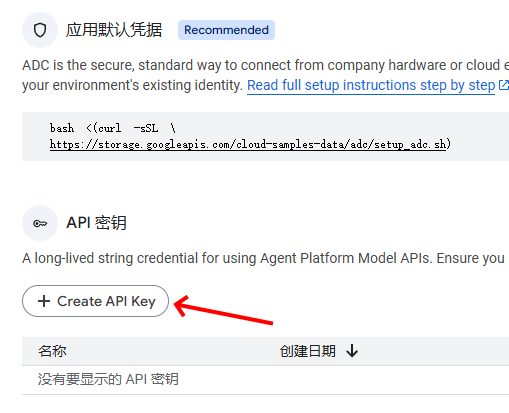 应用默认凭据 Recommended
ADC is the secure, standard way to connect from company hardware or cloud e
your environment's existing identity. Read full setup instructions step by step
bash <(curl -sSL \
https://storage.googleapis.com/cloud-samples-data/adc/setup_adc.sh)
API 密钥
A long-lived string credential for using Agent Platform Model APIs. Ensure you
+ Create API Key
名称 创建日期 ↓
没有要显示的 API 密钥